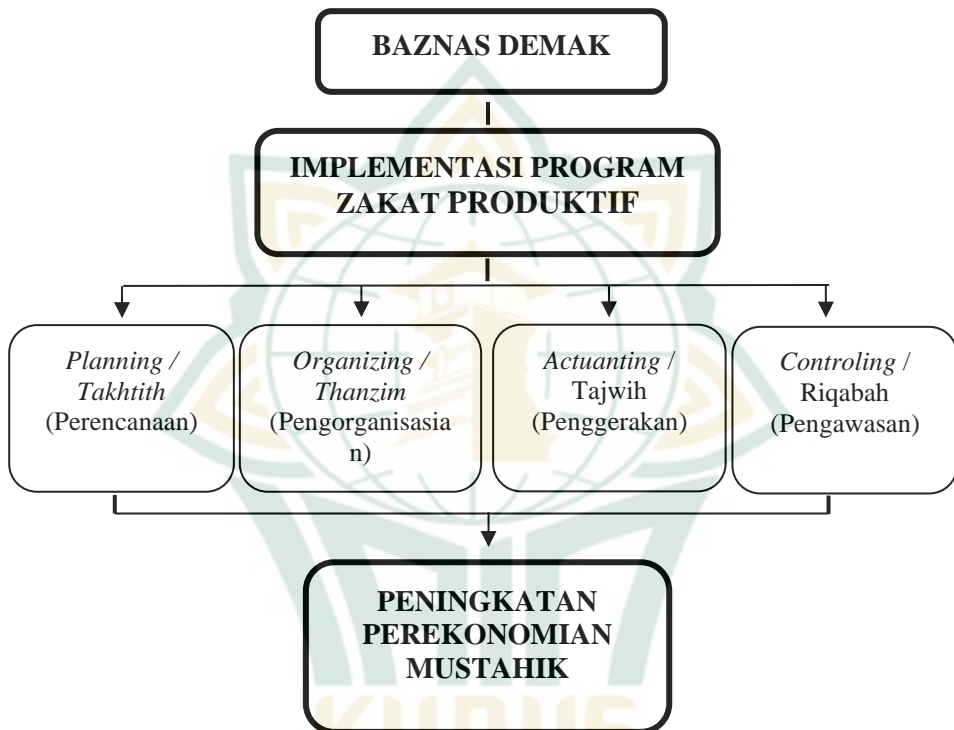 BAZNAS DEMAK
IMPLEMENTASI PROGRAM
ZAKAT PRODUKTIF
Planning /
Takhtith
(Perencanaan)
Organizing /
Thanzim
(Pengorganisasia
n)
Actuanting /
Tajwih
(Penggerakan)
Controling /
Riqabah
(Pengawasan)
PENINGKATAN
PEREKONOMIAN
MUSTAHIK
KUDUS